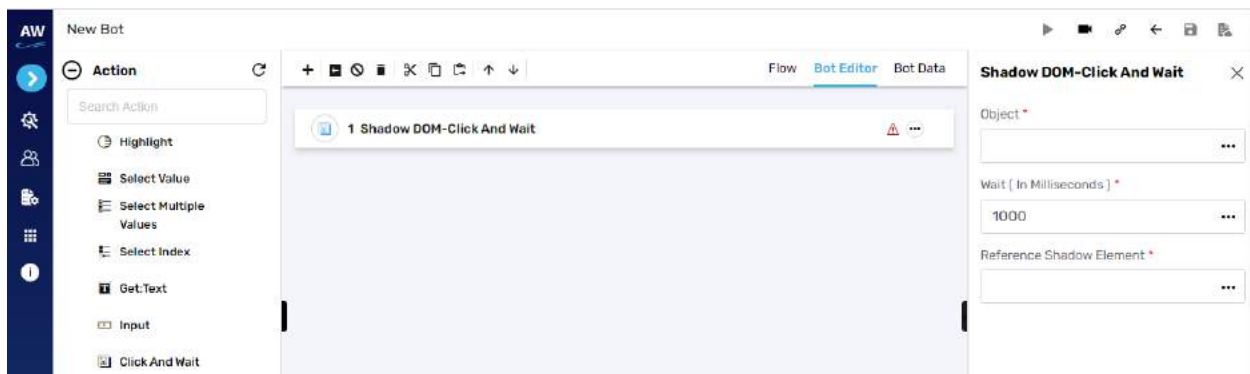 AW
New Bot
Action
Search Action
Highlight
Select Value
Select Multiple
Values
Select Index
Get:Text
Input
Click And Wait
Flow Bot Editor Bot Data
1 Shadow DOM-Click And Wait
Shadow DOM-Click And Wait
Object *
Wait ( In Milliseconds ) *
1000
Reference Shadow Element *